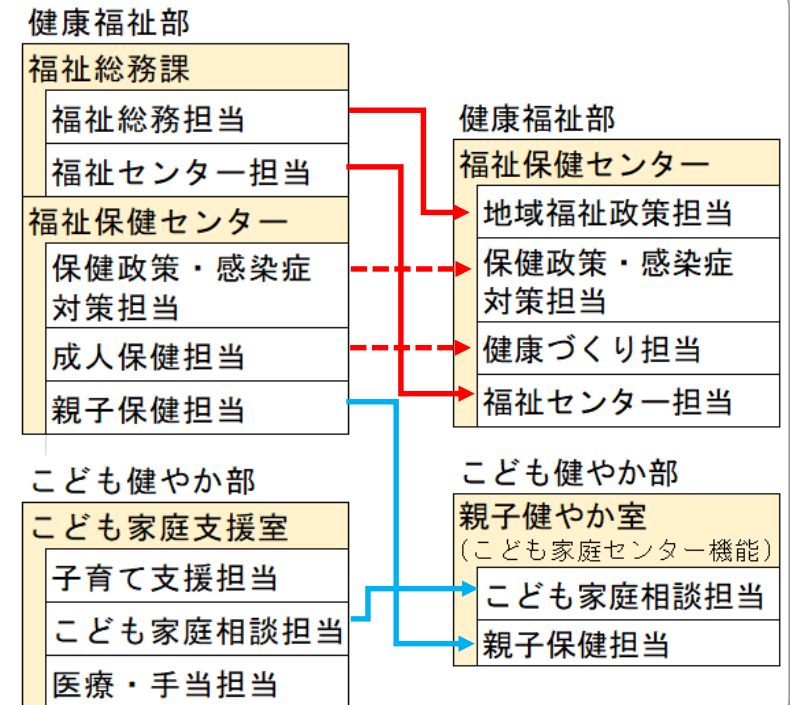 健康福祉部
福祉総務課
福祉総務担当
福祉センター担当
福祉保健センター
保健政策・感染症
対策担当
成人保健担当
親子保健担当
こども健やか部
こども家庭支援室
子育て支援担当
こども家庭相談担当
医療・手当担当
健康福祉部
福祉保健センター
地域福祉政策担当
保健政策・感染症
対策担当
健康づくり担当
福祉センター担当
こども健やか部
親子健やか室
(こども家庭センター機能)
こども家庭相談担当
親子保健担当